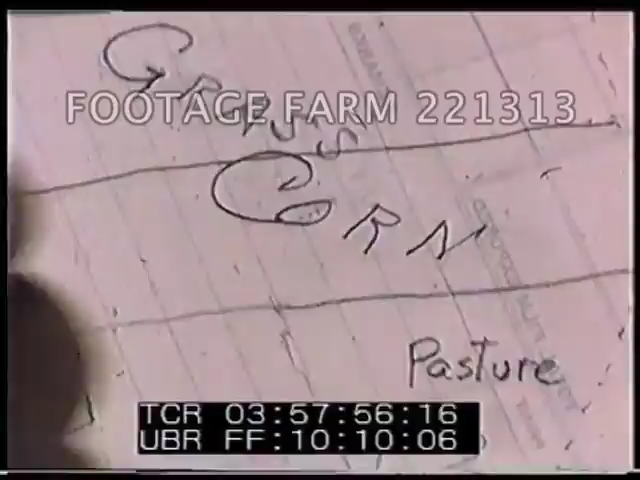 GRASS
FOOTAGE FARM 221313
CORN
Pasture
TCR 03:57:56:16
UBR FF:10:10:06